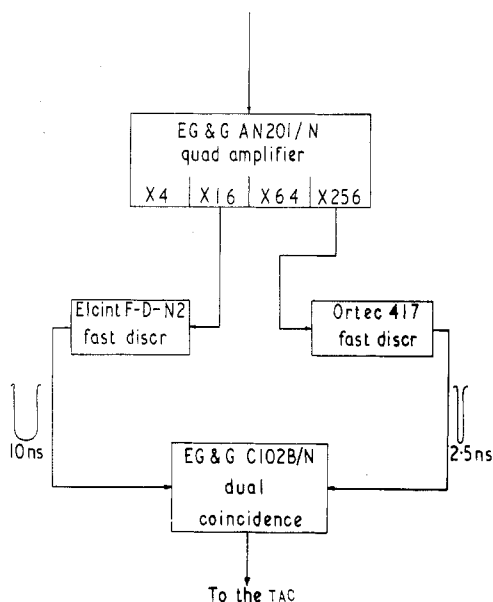 EG & G AN201/N
quad amplifier
X4 X16 X64 X256
Elcint F-D-N2
fast discr
Ortec 417
fast discr
10ns
2·5ns
EG & G C102B/N
dual
coincidence
To the TAC